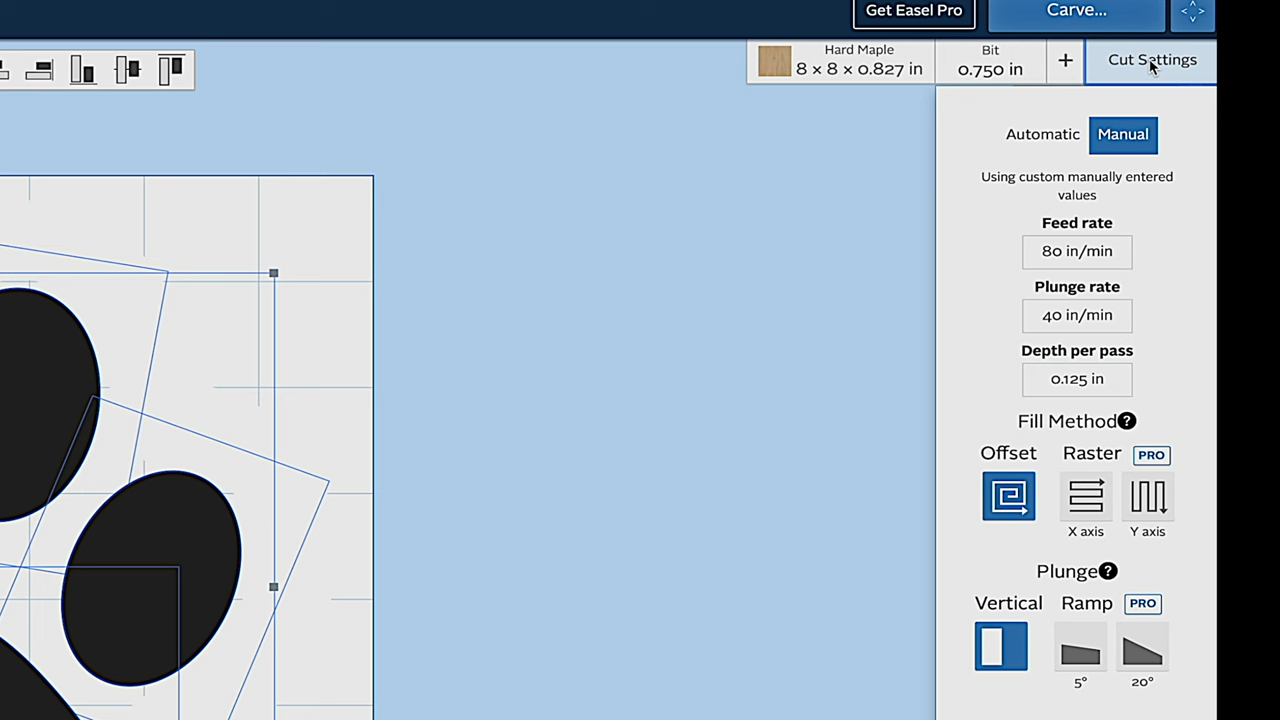 Get Easel Pro
Carve...
Hard Maple
8 × 8 × 0.827 in
Bit
0.750 in
+
Cut Settings
Automatic
Manual
Using custom manually entered
values
Feed rate
80 in/min
Plunge rate
40 in/min
Depth per pass
0.125 in
Fill Method?
Offset
Raster PRO
X axis
Y axis
Plunge?
Vertical
Ramp PRO
5°
20°